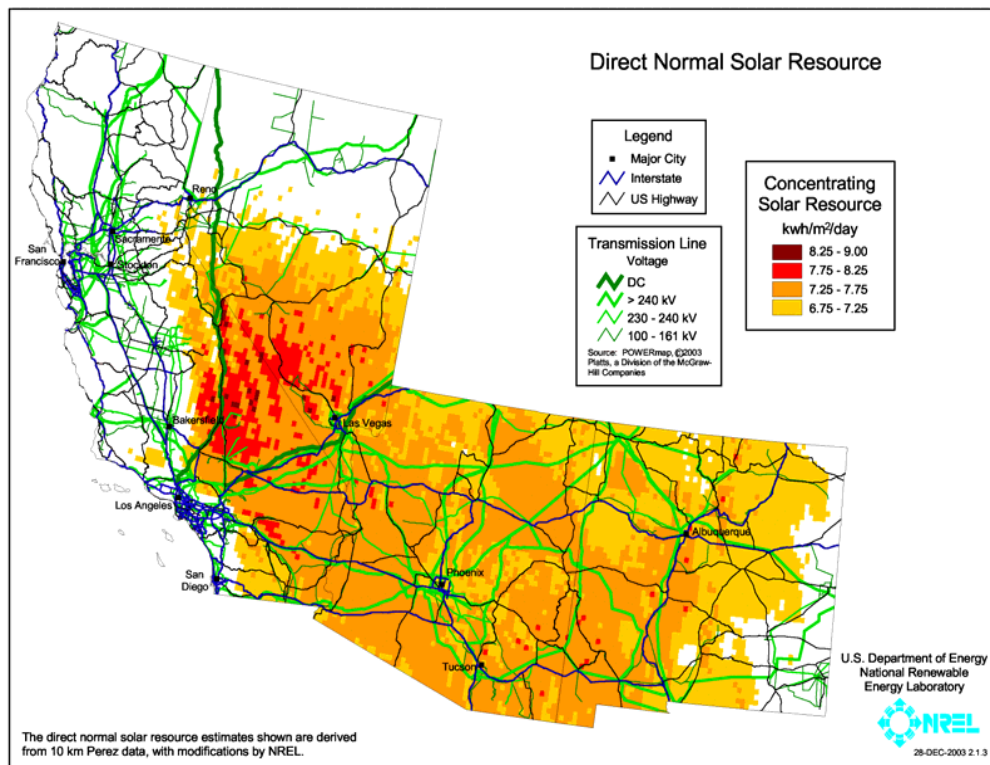 Direct Normal Solar Resource
Legend
Major City
Interstate
US Highway
Transmission Line
Voltage
DC
> 240 kV
230 - 240 kV
100 - 161 kV
Source: POWERmap, ©2003
Platts, a Division of the McGraw-
Hill Companies
Concentrating
Solar Resource
kwh/m²/day
8.25 - 9.00
7.75 - 8.25
7.25 - 7.75
6.75 - 7.25
Reno
Sacramento
San
Francisco
Stockton
Bakersfield
Las Vegas
Los Angeles
Albuquerque
San
Diego
Phoenix
Tucson
U.S. Department of Energy
National Renewable
Energy Laboratory
NREL
The direct normal solar resource estimates shown are derived
from 10 km Perez data, with modifications by NREL.
28-DEC-2003 2.1.3